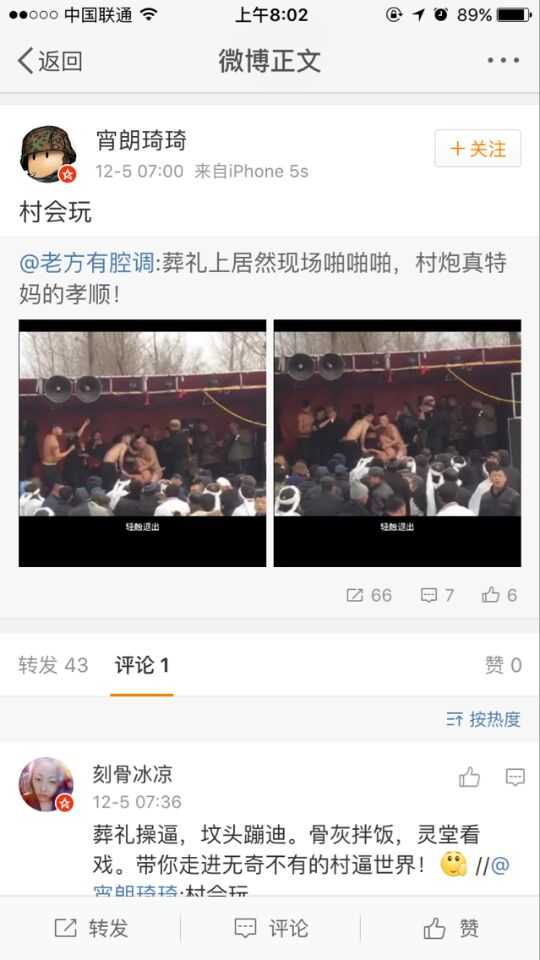 中国联通 上午8:02 89%
返回 微博正文
宵朗琦琦
12-5 07:00 来自iPhone 5s
+关注
村会玩
@老方有腔调:葬礼上居然现场啪啪啪，村炮真特
妈的孝顺！
轻触退出 轻触退出
66 7 6
转发 43 评论 1 赞 0
按热度
刻骨冰凉
12-5 07:36
葬礼操逼，坟头蹦迪。骨灰拌饭，灵堂看
戏。带你走进无奇不有的村逼世界！ //@
宵朗琦琦:村会玩
转发 评论 赞